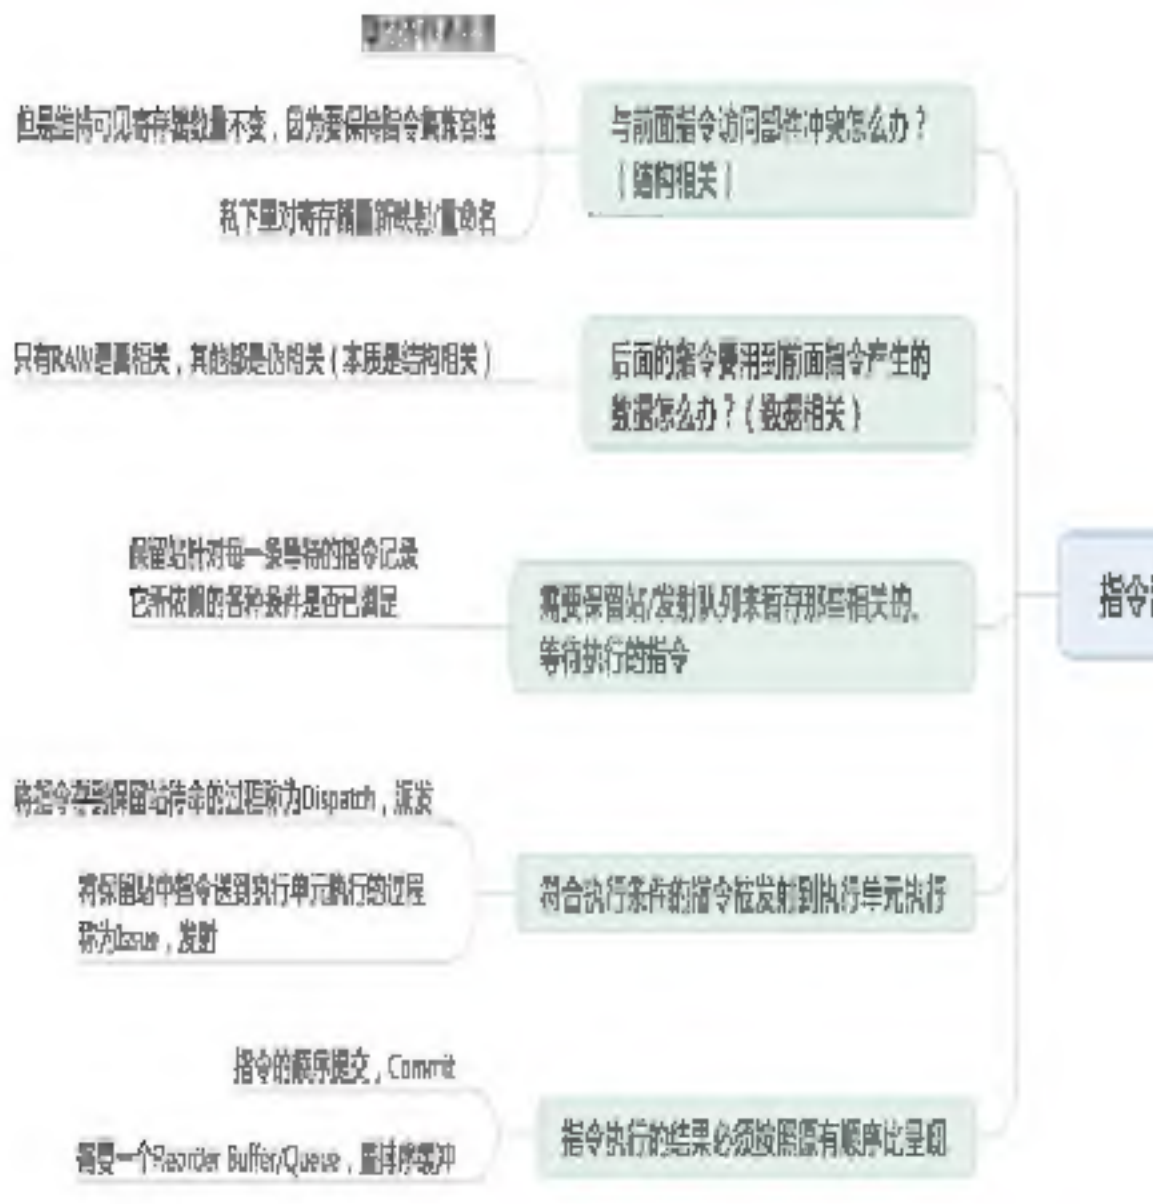 但是维持可见寄存器数量不变，因为要保持指令集兼容性
私下里对寄存器重新映射/重命名
与前面指令访问部件冲突怎么办？
（结构相关）
只有RAW是真相关，其他都是伪相关（本质是结构相关）
后面的指令要用到前面指令产生的
数据怎么办？（数据相关）
保留站针对每一条等待的指令记录
它所依赖的各种条件是否已满足
需要保留站/发射队列来暂存那些相关的、
等待执行的指令
将指令存到保留站待命的过程称为Dispatch，派发
将保留站中指令送到执行单元执行的过程
称为Issue，发射
符合执行条件的指令被发射到执行单元执行
指令的顺序提交，Commit
需要一个Reorder Buffer/Queue，重排序缓冲
指令执行的结果必须按照原有顺序
指令